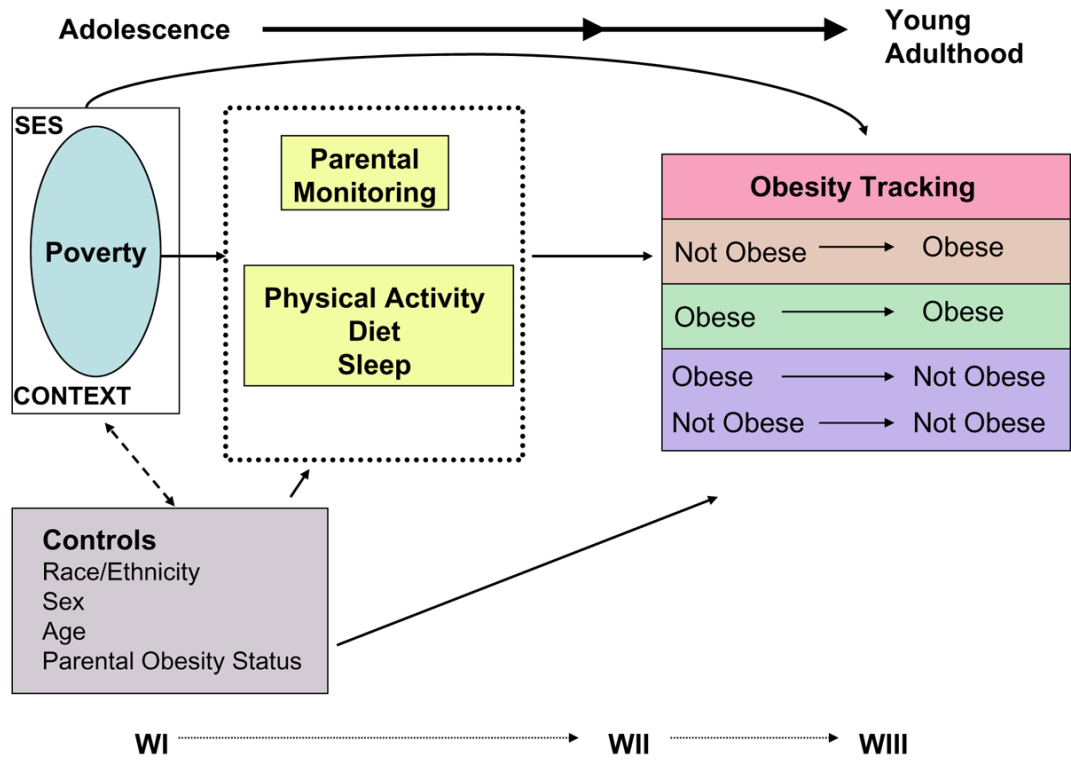 Adolescence
Young
Adulthood
SES
Poverty
CONTEXT
Parental
Monitoring
Physical Activity
Diet
Sleep
Obesity Tracking
Not Obese Obese
Obese Obese
Obese Not Obese
Not Obese Not Obese
Controls
Race/Ethnicity
Sex
Age
Parental Obesity Status
WI WII WIII